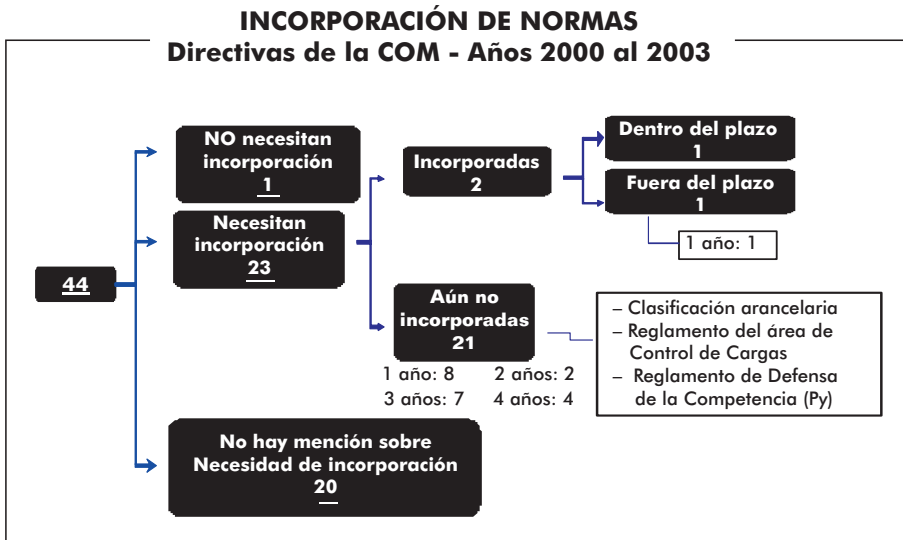 INCORPORACIÓN DE NORMAS
Directivas de la COM - Años 2000 al 2003
44
NO necesitan
incorporación
1
Necesitan
incorporación
23
Incorporadas
2
Dentro del plazo
1
Fuera del plazo
1
1 año: 1
Aún no
incorporadas
21
1 año: 8 2 años: 2
3 años: 7 4 años: 4
– Clasificación arancelaria
– Reglamento del área de
Control de Cargas
– Reglamento de Defensa
de la Competencia (Py)
No hay mención sobre
Necesidad de incorporación
20